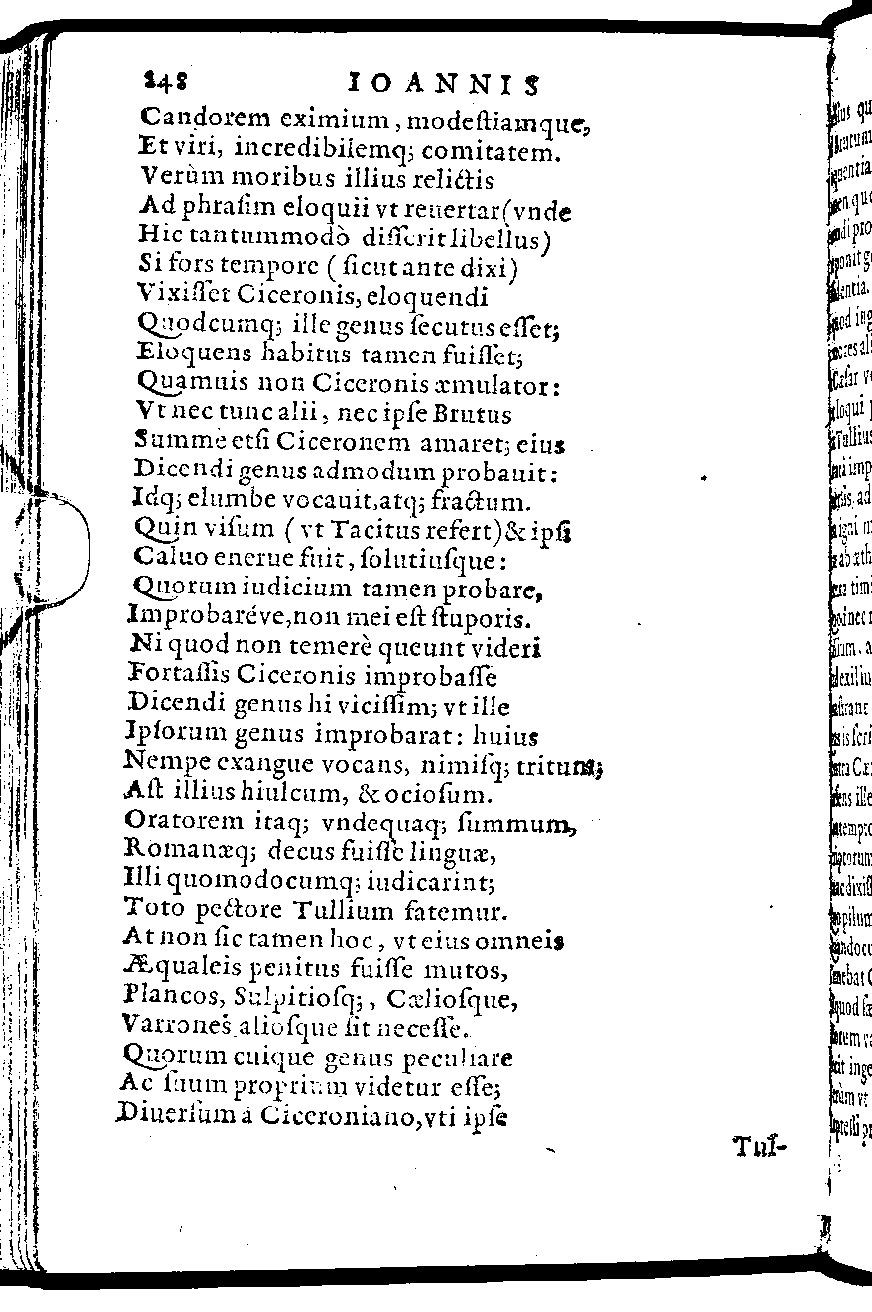 248 IOANNIS
Candorem eximium, modeſtiamque,
Et viri, incredibilemq; comitatem.
Verùm moribus illius relictis
Ad phraſim eloquii vt reuertar (vnde
Hic tantummodò diſſerit libellus)
Si fors tempore ( ſicut ante dixi)
Vixiſſet Ciceronis, eloquendi
Quodcumq; ille genus ſecutus eſſet;
Eloquens habitus tamen fuiſſet;
Quamuis non Ciceronis æmulator:
Vt nec tunc alii, nec ipſe Brutus
Summè etſi Ciceronem amaret; eius
Dicendi genus admodum probauit:
Idq; elumbe vocauit, atq; fractum.
Quin viſum ( vt Tacitus refert) & ipſi
Caluo enerue fuit, ſolutiuſque:
Quorum iudicium tamen probare,
Improbaréve, non mei eſt ſtuporis.
Ni quod non temerè queunt videri
Fortaſſis Ciceronis improbaſſe
Dicendi genus hi viciſſim; vt ille
Ipſorum genus improbarat: huius
Nempe exangue vocans, nimiſq; tritum;
Aſt illius hiulcum, & ocioſum.
Oratorem itaq; vndequaq; ſummum,
Romanæq; decus fuiſſe linguæ,
Illi quomodocumq; iudicarint;
Toto pectore Tullium fatemur.
At non ſic tamen hoc, vt eius omneis
Æqualeis penitus fuiſſe mutos,
Plancos, Sulpitioſq;, Cælioſque,
Varrones alioſque ſit neceſſe.
Quorum cuique genus peculiare
Ac ſuum proprium videtur eſſe;
Diuerſum à Ciceroniano, vti ipſe
Tul-